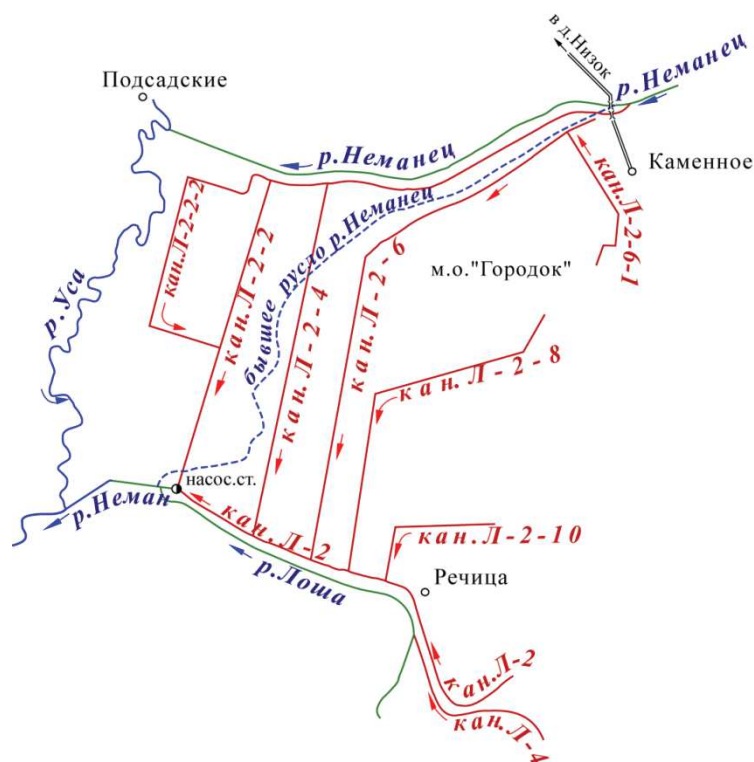 в д.Низок
р.Неманец
Подсадские
р.Неманец
Каменное
кан.Л-2-6-1
кан.Л-2-2-2
кан.Л-2-2
бывшее русло р.Неманец
кан.Л-2-4
кан.Л-2-6
м.о."Городок"
р.Уса
кан.Л-2-8
насос.ст.
р.Неман
кан.Л-2
кан.Л-2-10
р.Лоша
Речица
кан.Л-2
кан.Л-4